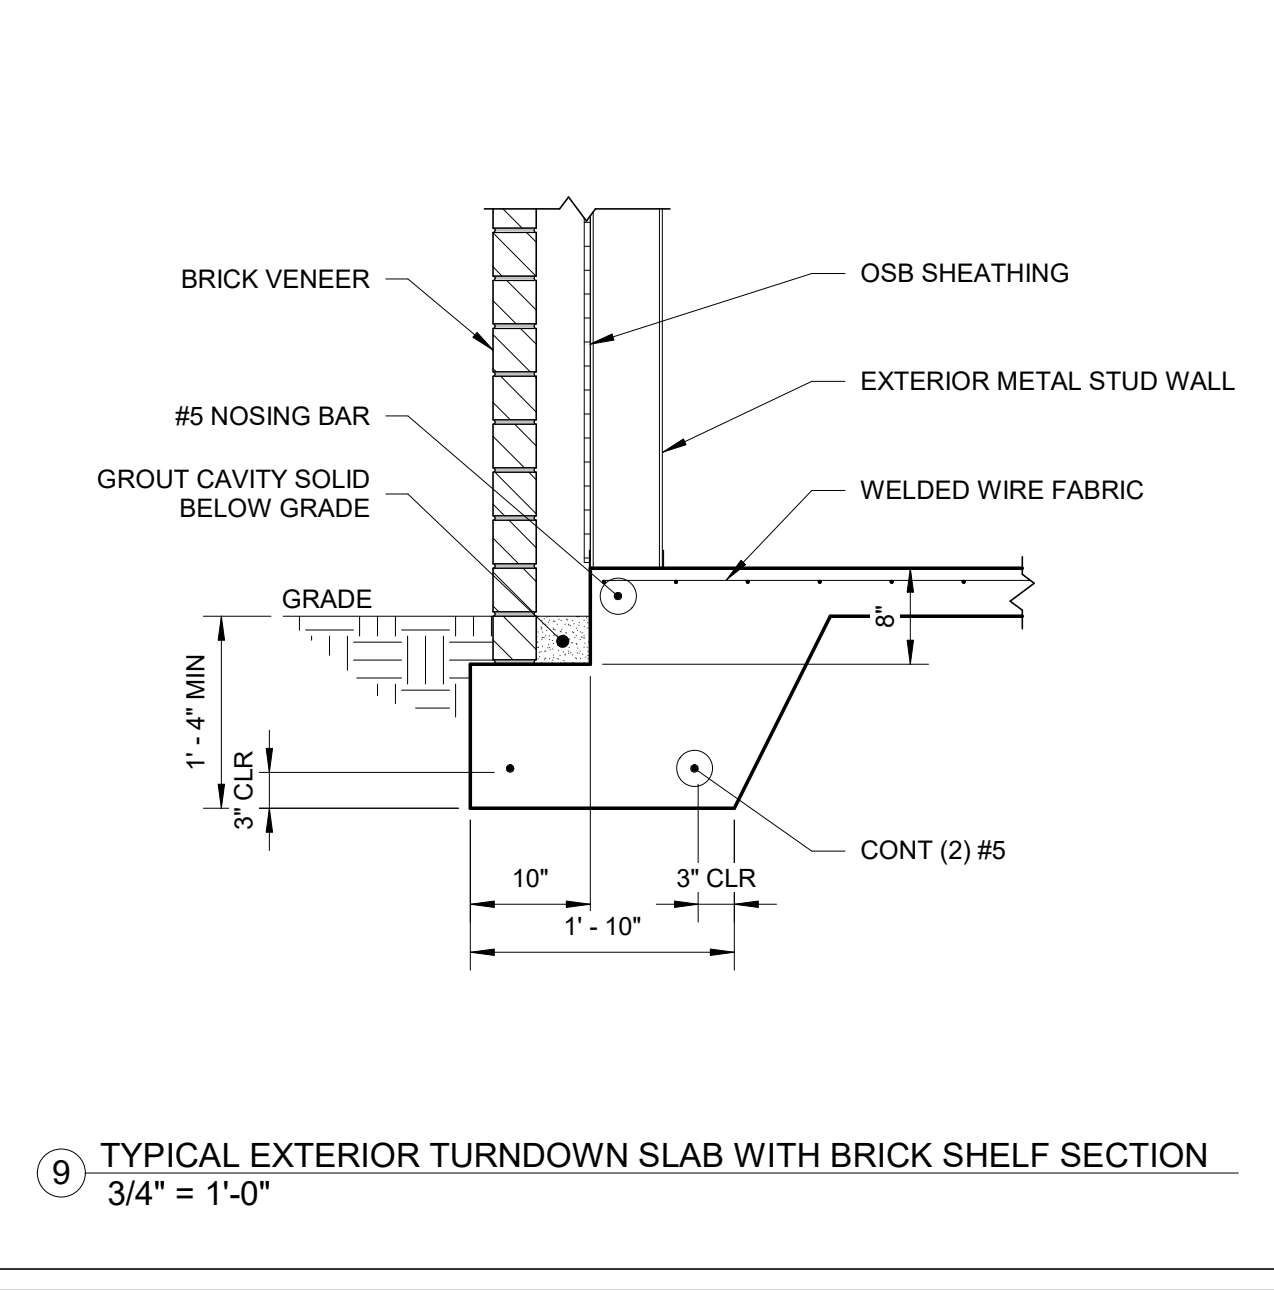 BRICK VENEER
OSB SHEATHING
EXTERIOR METAL STUD WALL
#5 NOSING BAR
GROUT CAVITY SOLID
BELOW GRADE
WELDED WIRE FABRIC
GRADE
8"
1' - 4" MIN
3" CLR
CONT (2) #5
10"
3" CLR
1' - 10"
9
TYPICAL EXTERIOR TURNDOWN SLAB WITH BRICK SHELF SECTION
3/4" = 1'-0"